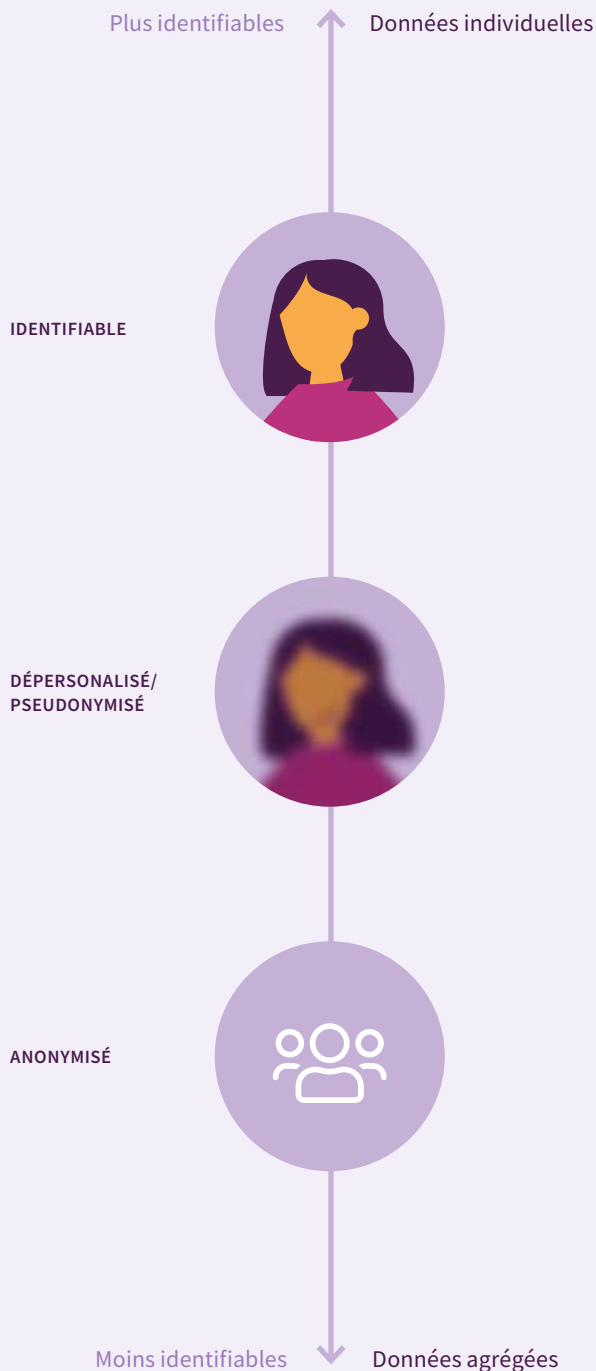 Plus identifiables
Données individuelles
IDENTIFIABLE
DÉPERSONALISÉ/
PSEUDONYMISÉ
ANONYMISÉ
Moins identifiables
Données agrégées